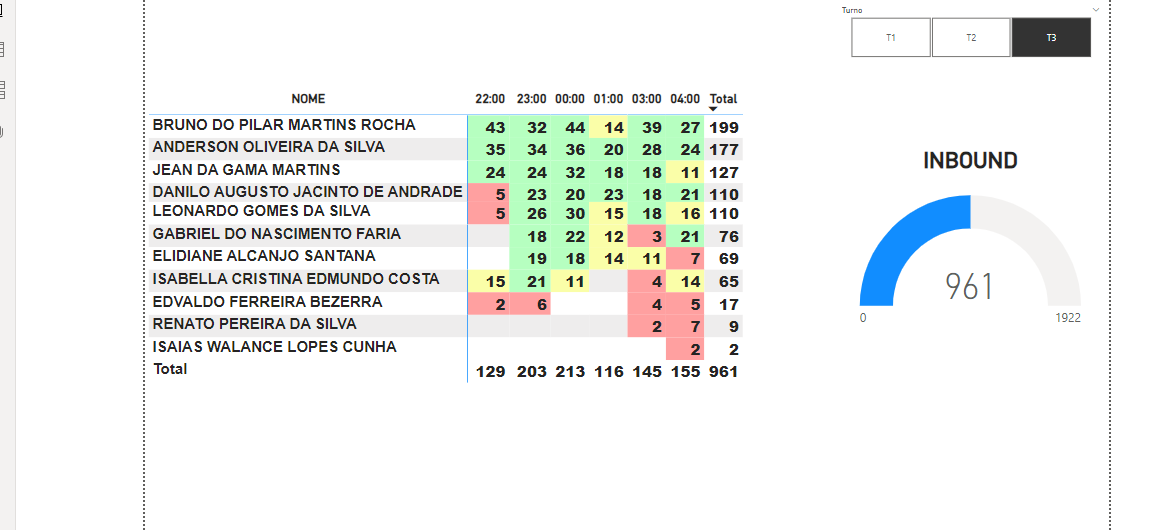 Turno
T1 T2 T3
NOME 22:00 23:00 00:00 01:00 03:00 04:00 Total
BRUNO DO PILAR MARTINS ROCHA 43 32 44 14 39 27 199
ANDERSON OLIVEIRA DA SILVA 35 34 36 20 28 24 177
JEAN DA GAMA MARTINS 24 24 32 18 18 11 127
DANILO AUGUSTO JACINTO DE ANDRADE 5 23 20 23 18 21 110
LEONARDO GOMES DA SILVA 5 26 30 15 18 16 110
GABRIEL DO NASCIMENTO FARIA 18 22 12 3 21 76
ELIDIANE ALCANJO SANTANA 19 18 14 11 7 69
ISABELLA CRISTINA EDMUNDO COSTA 15 21 11 4 14 65
EDVALDO FERREIRA BEZERRA 2 6 4 5 17
RENATO PEREIRA DA SILVA 2 7 9
ISAIAS WALANCE LOPES CUNHA 2 2
Total 129 203 213 116 145 155 961
INBOUND
961
0 1922